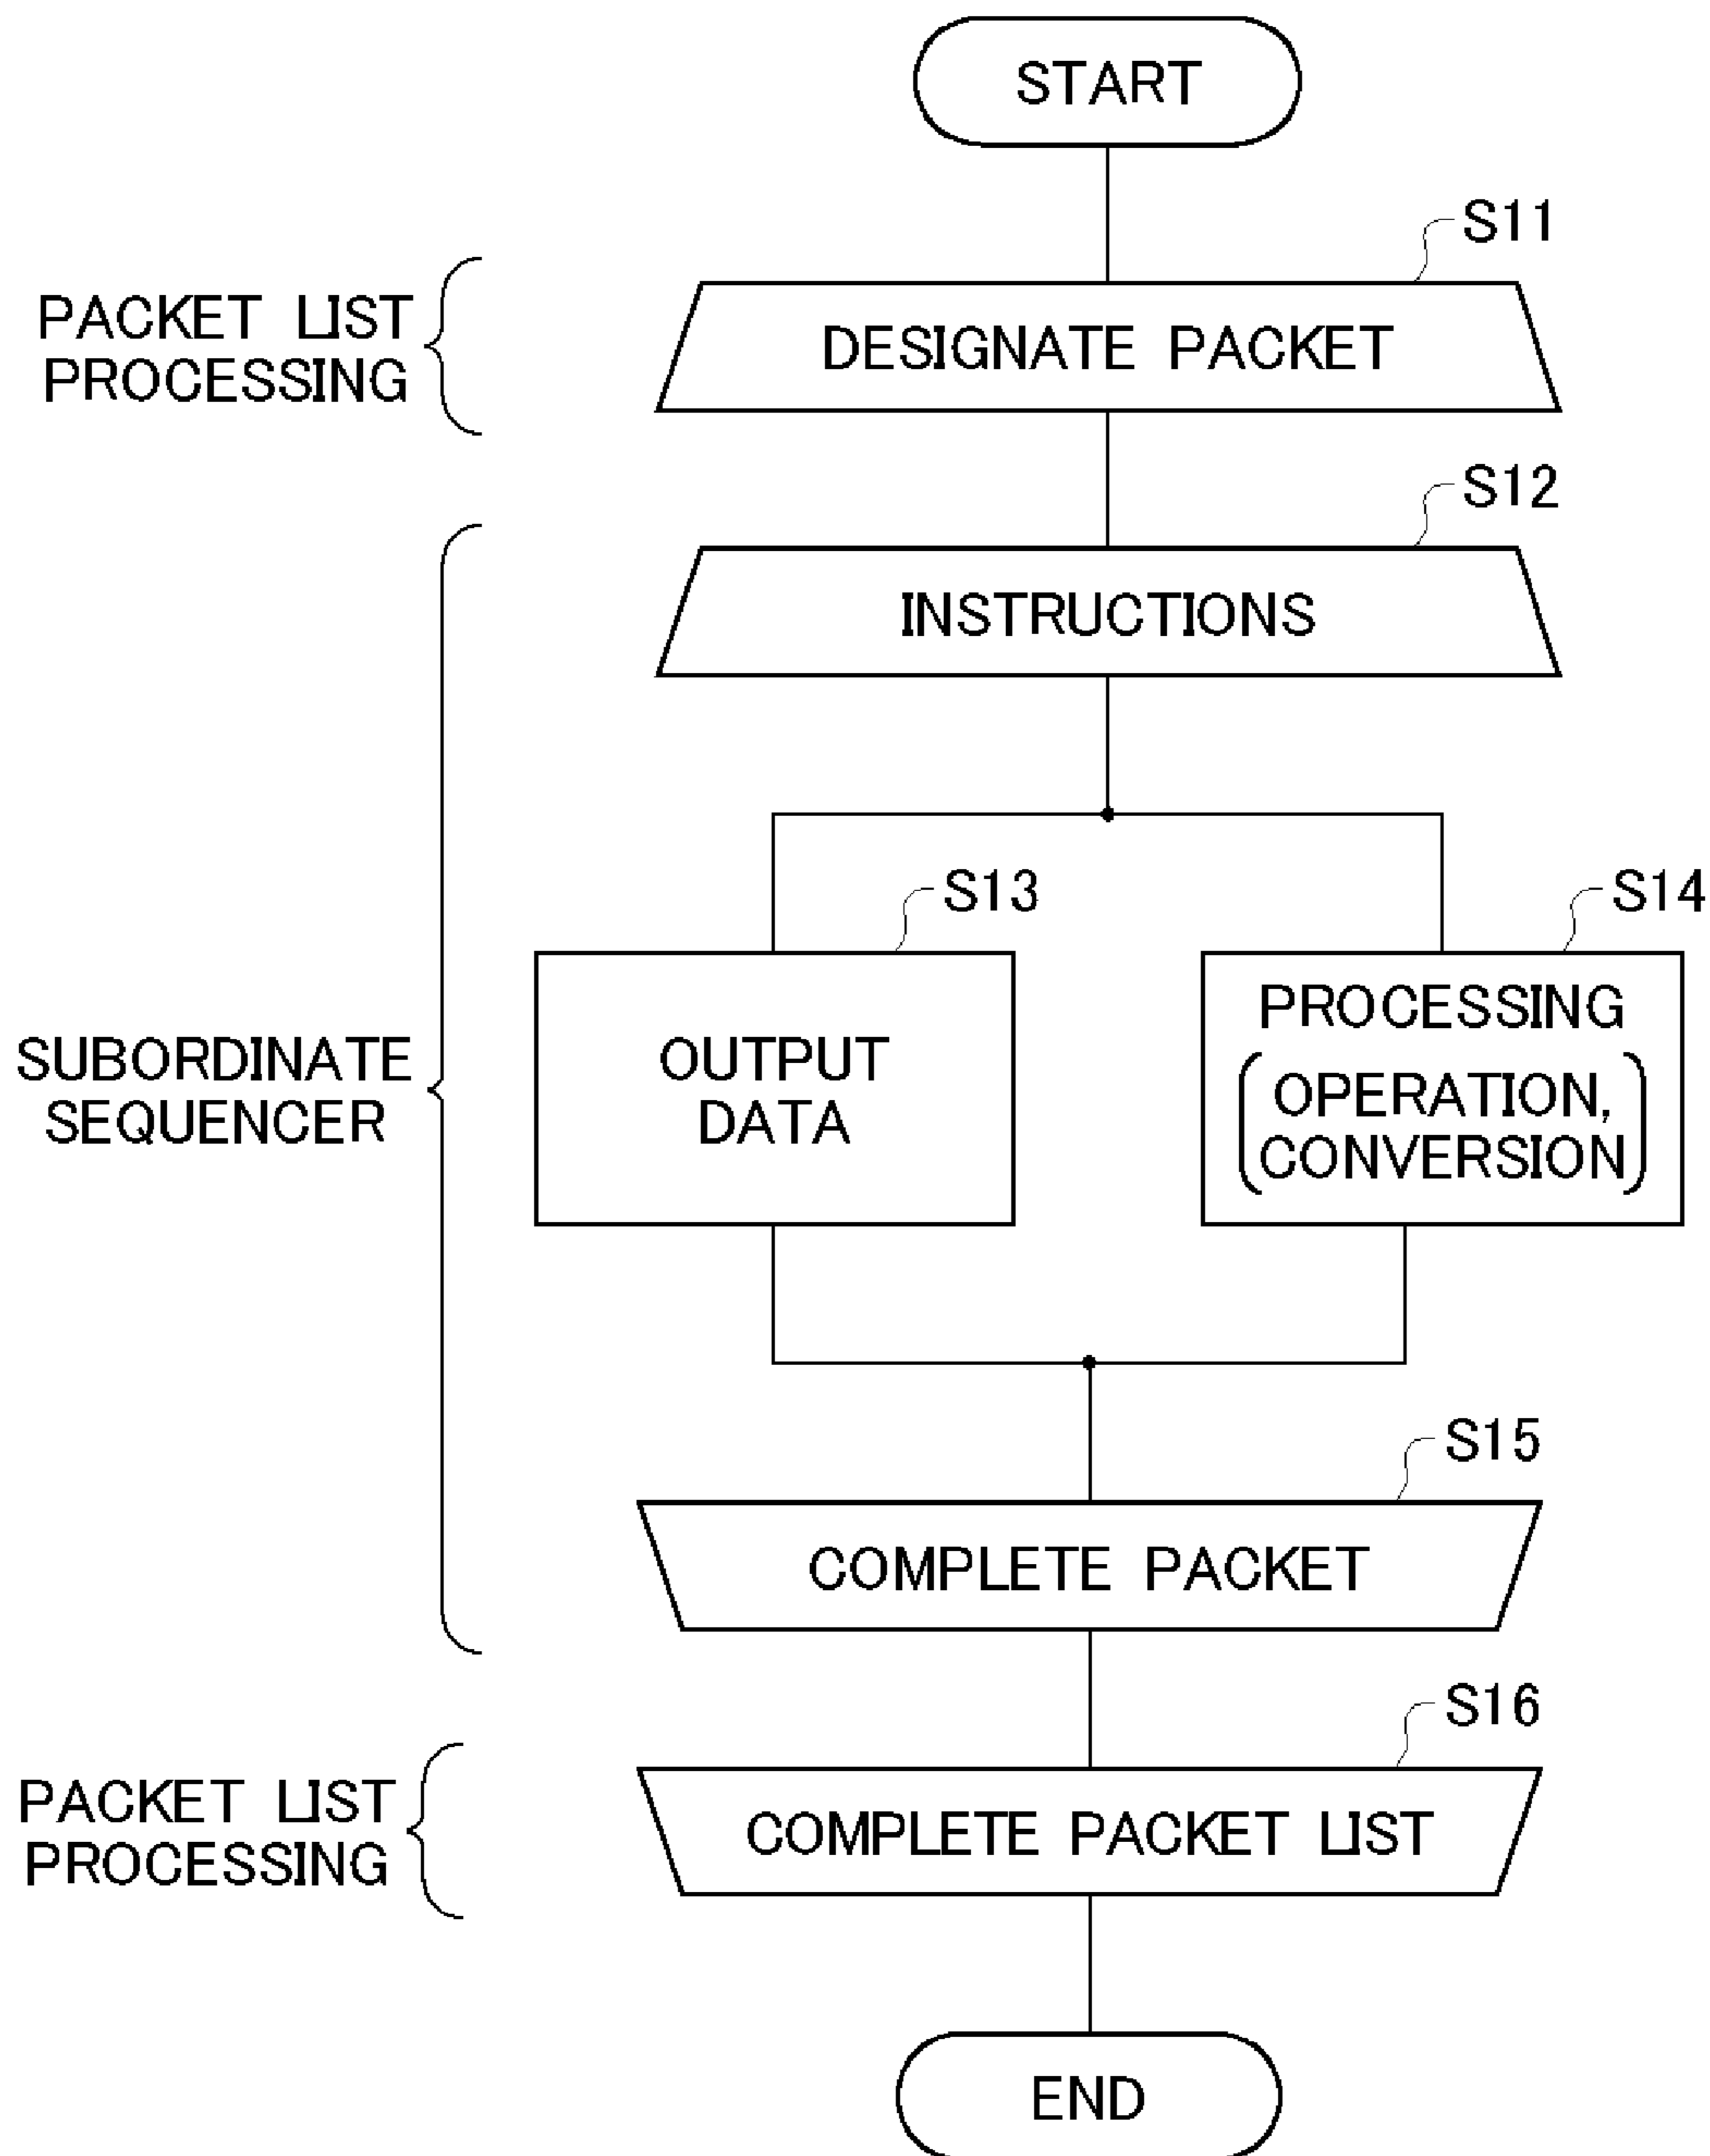 START
S11
PACKET LIST
PROCESSING
DESIGNATE PACKET
S12
INSTRUCTIONS
S13
S14
SUBORDINATE
SEQUENCER
OUTPUT
DATA
PROCESSING
(OPERATION,
CONVERSION)
S15
COMPLETE PACKET
S16
PACKET LIST
PROCESSING
COMPLETE PACKET LIST
END